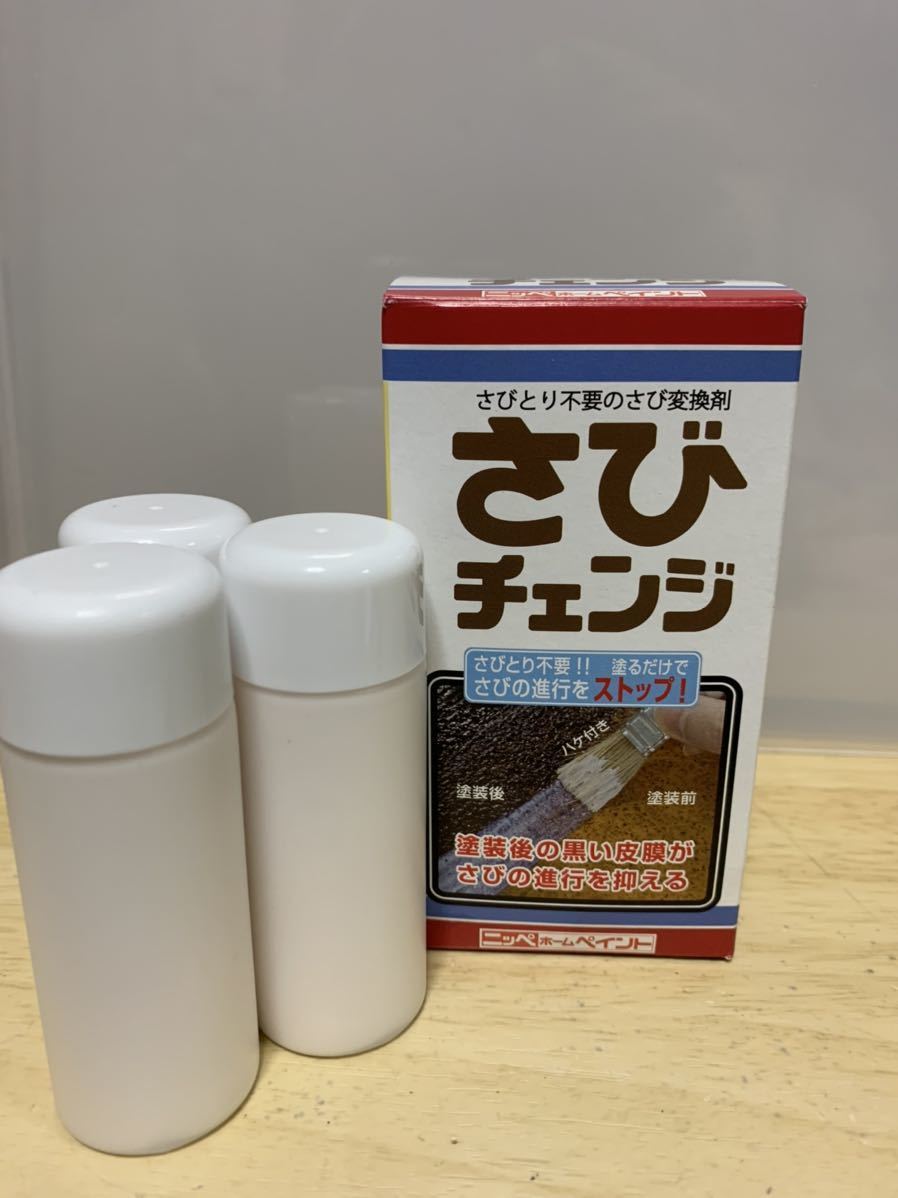 チェンジ
ニッペホームペイント
さびとり不要のさび変換剤
さび
チェンジ
さびとり不要!! 塗るだけで
さびの進行をストップ!
ハケ付き
塗装後
塗装前
塗装後の黒い皮膜が
さびの進行を抑える
ニッペホームペイント